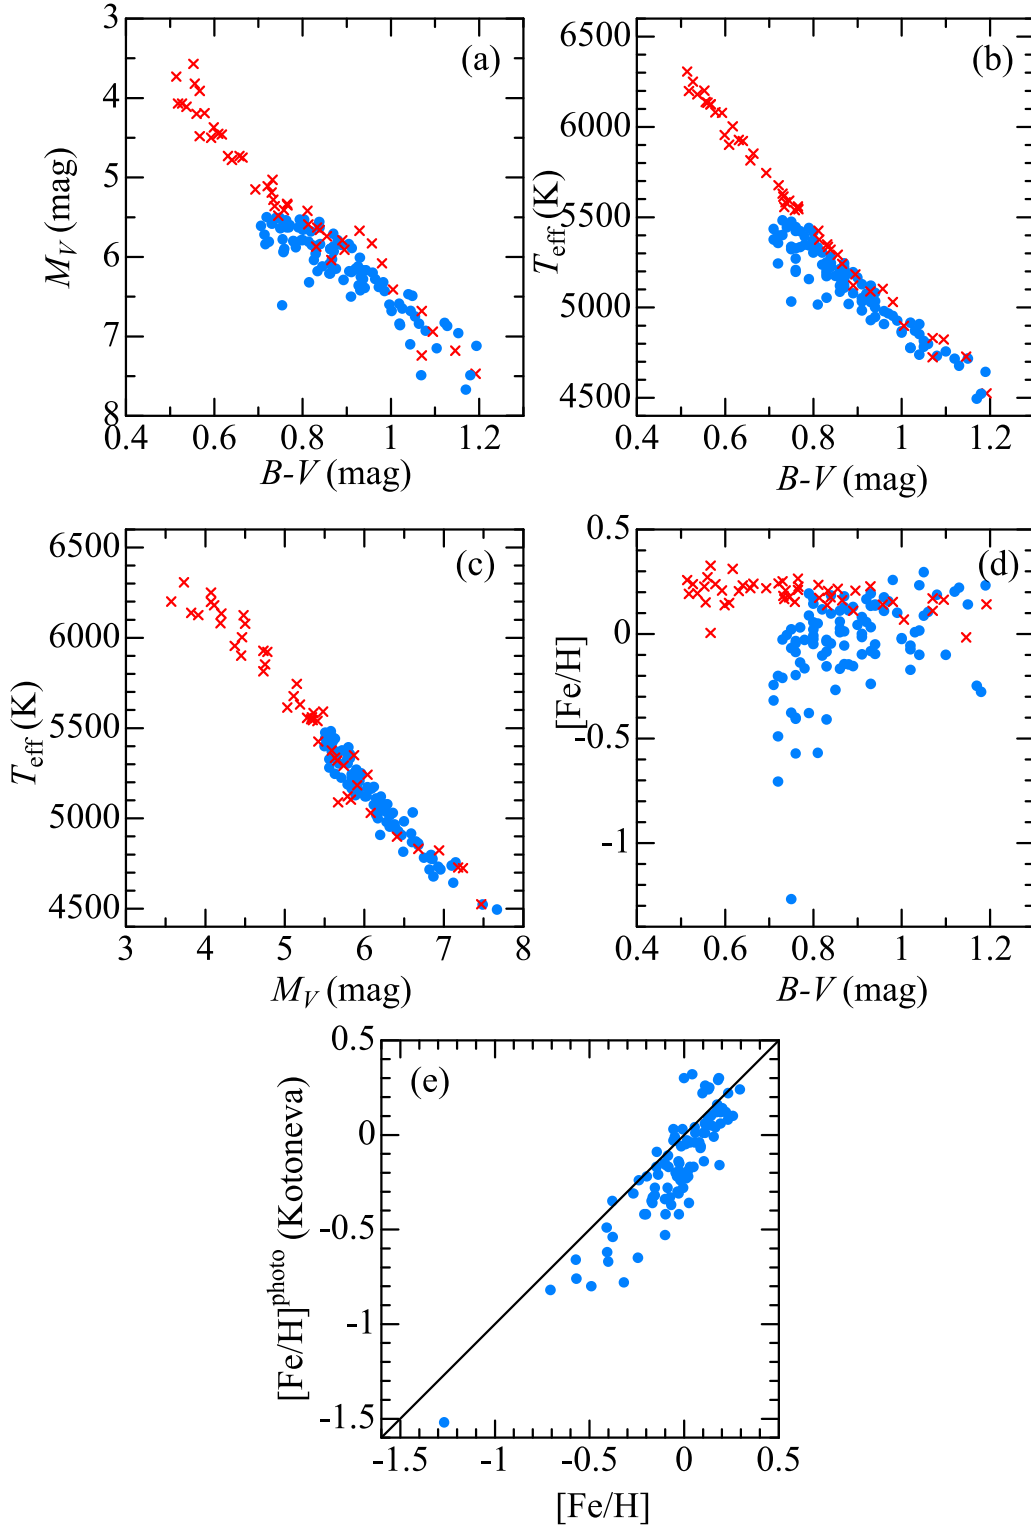 3
4
5
6
7
8
M_V (mag)
(a)
0.4 0.6 0.8 1 1.2
B-V (mag)
6500
6000
5500
5000
4500
T_eff (K)
(b)
0.4 0.6 0.8 1 1.2
B-V (mag)
6500
6000
5500
5000
4500
T_eff (K)
(c)
3 4 5 6 7 8
M_V (mag)
0.5
0
-0.5
-1
[Fe/H]
(d)
0.4 0.6 0.8 1 1.2
B-V (mag)
0.5
0
-0.5
-1
-1.5
[Fe/H]^photo (Kotoneva)
(e)
-1.5 -1 -0.5 0 0.5
[Fe/H]